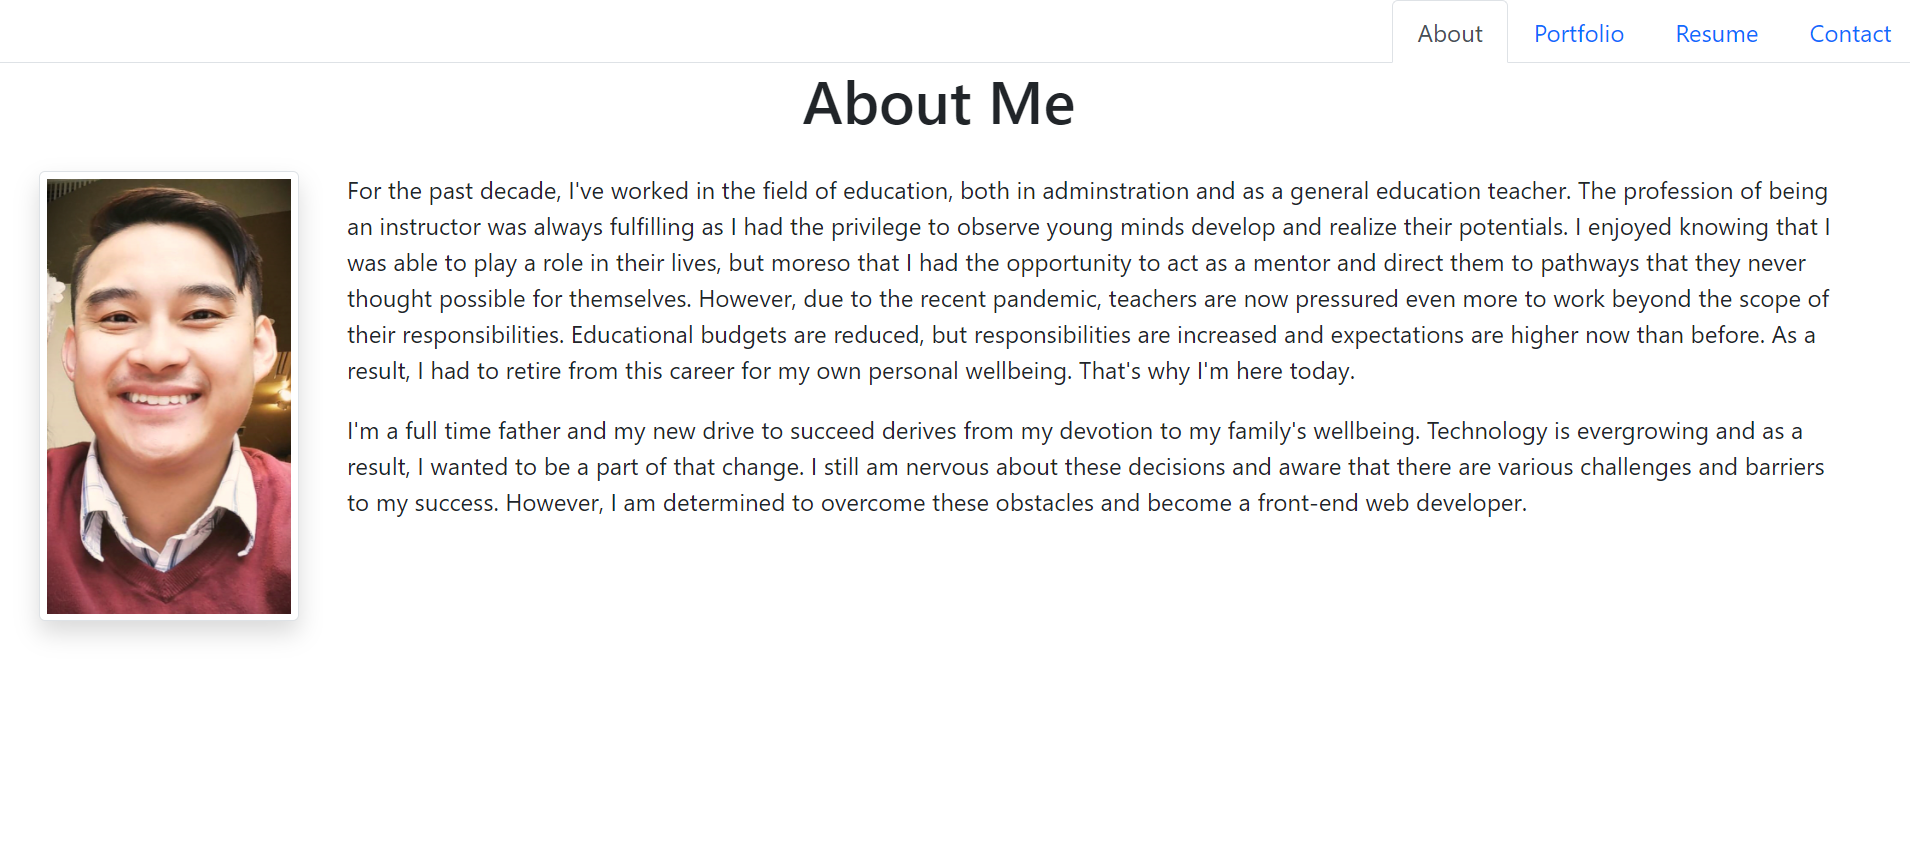 About Portfolio Resume Contact
About Me
For the past decade, I've worked in the field of education, both in adminstration and as a general education teacher. The profession of being
an instructor was always fulfilling as I had the privilege to observe young minds develop and realize their potentials. I enjoyed knowing that I
was able to play a role in their lives, but moreso that I had the opportunity to act as a mentor and direct them to pathways that they never
thought possible for themselves. However, due to the recent pandemic, teachers are now pressured even more to work beyond the scope of
their responsibilities. Educational budgets are reduced, but responsibilities are increased and expectations are higher now than before. As a
result, I had to retire from this career for my own personal wellbeing. That's why I'm here today.
I'm a full time father and my new drive to succeed derives from my devotion to my family's wellbeing. Technology is evergrowing and as a
result, I wanted to be a part of that change. I still am nervous about these decisions and aware that there are various challenges and barriers
to my success. However, I am determined to overcome these obstacles and become a front-end web developer.